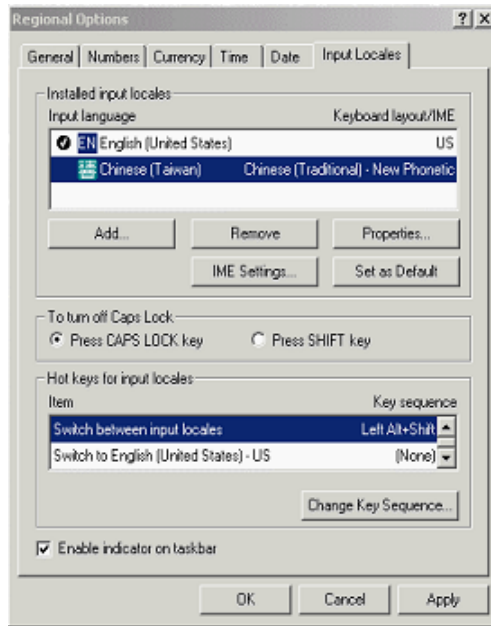 Regional Options
General Numbers Currency Time Date Input Locales
Installed input locales
Input language Keyboard layout/IME
EN English (United States) US
Chinese (Taiwan) Chinese (Traditional) - New Phonetic
Add... Remove Properties...
IME Settings... Set as Default
To turn off Caps Lock
Press CAPS LOCK key Press SHIFT key
Hot keys for input locales
Item Key sequence
Switch between input locales Left Alt+Shift
Switch to English (United States) - US (None)
Change Key Sequence...
Enable indicator on taskbar
OK Cancel Apply